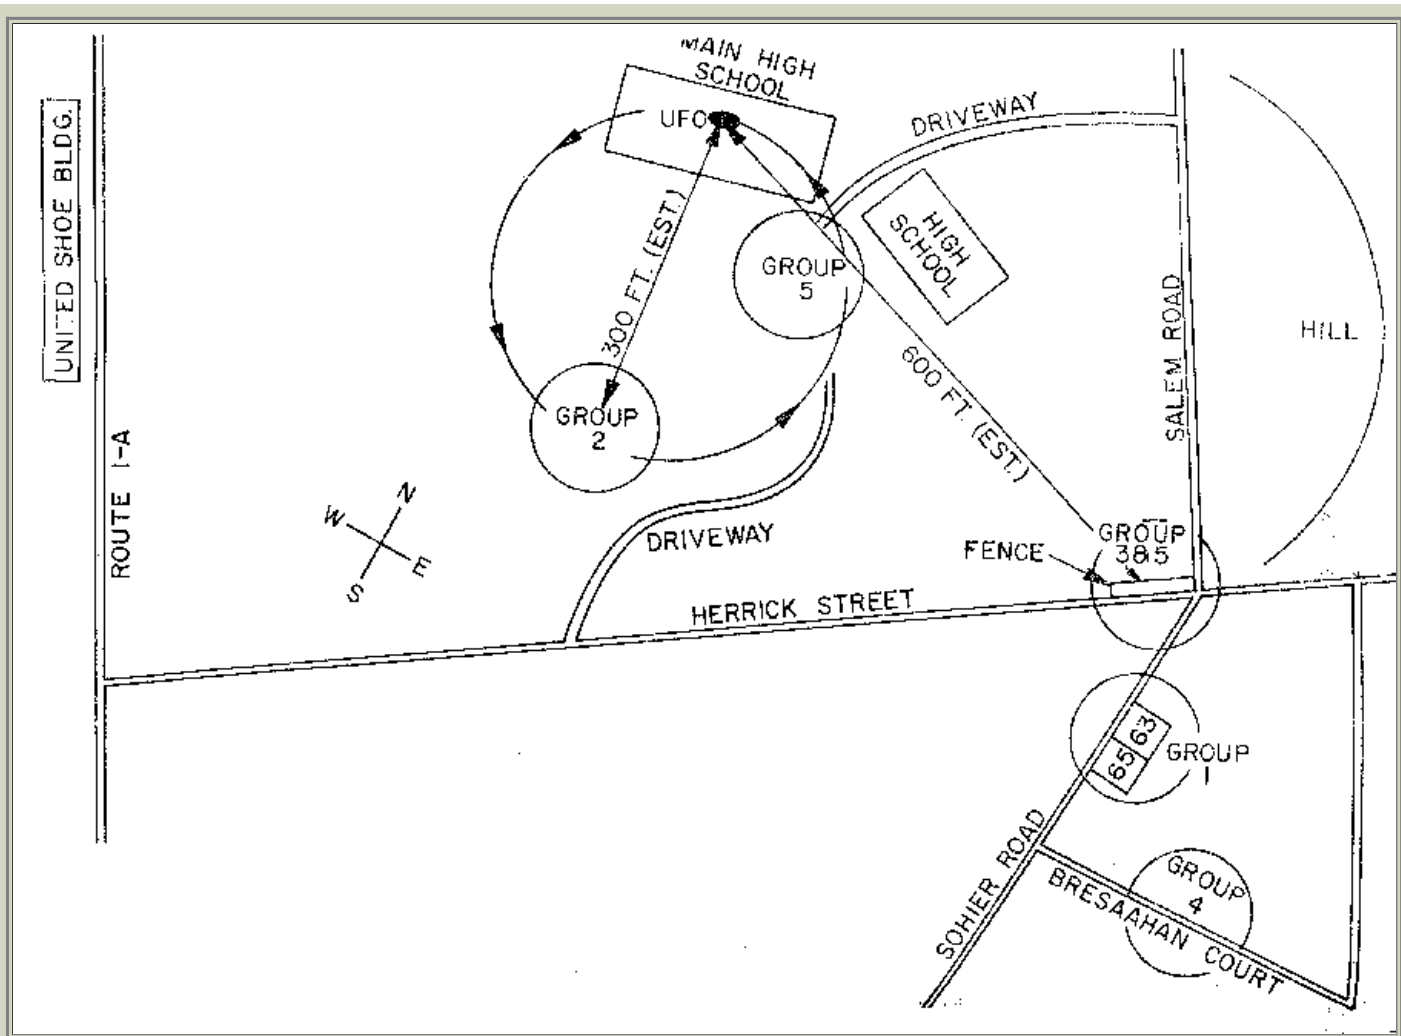 MAIN HIGH
SCHOOL
UFO
DRIVEWAY
UNITED SHOE BLDG.
HIGH
SCHOOL
GROUP
5
300 FT. (EST.)
600 FT. (EST.)
SALEM ROAD
HILL
GROUP
2
ROUTE 1-A
N
W
E
S
DRIVEWAY
FENCE
GROUP
3&5
HERRICK STREET
63
65
GROUP
1
SOHIER ROAD
GROUP
4
BRESAAHAN COURT